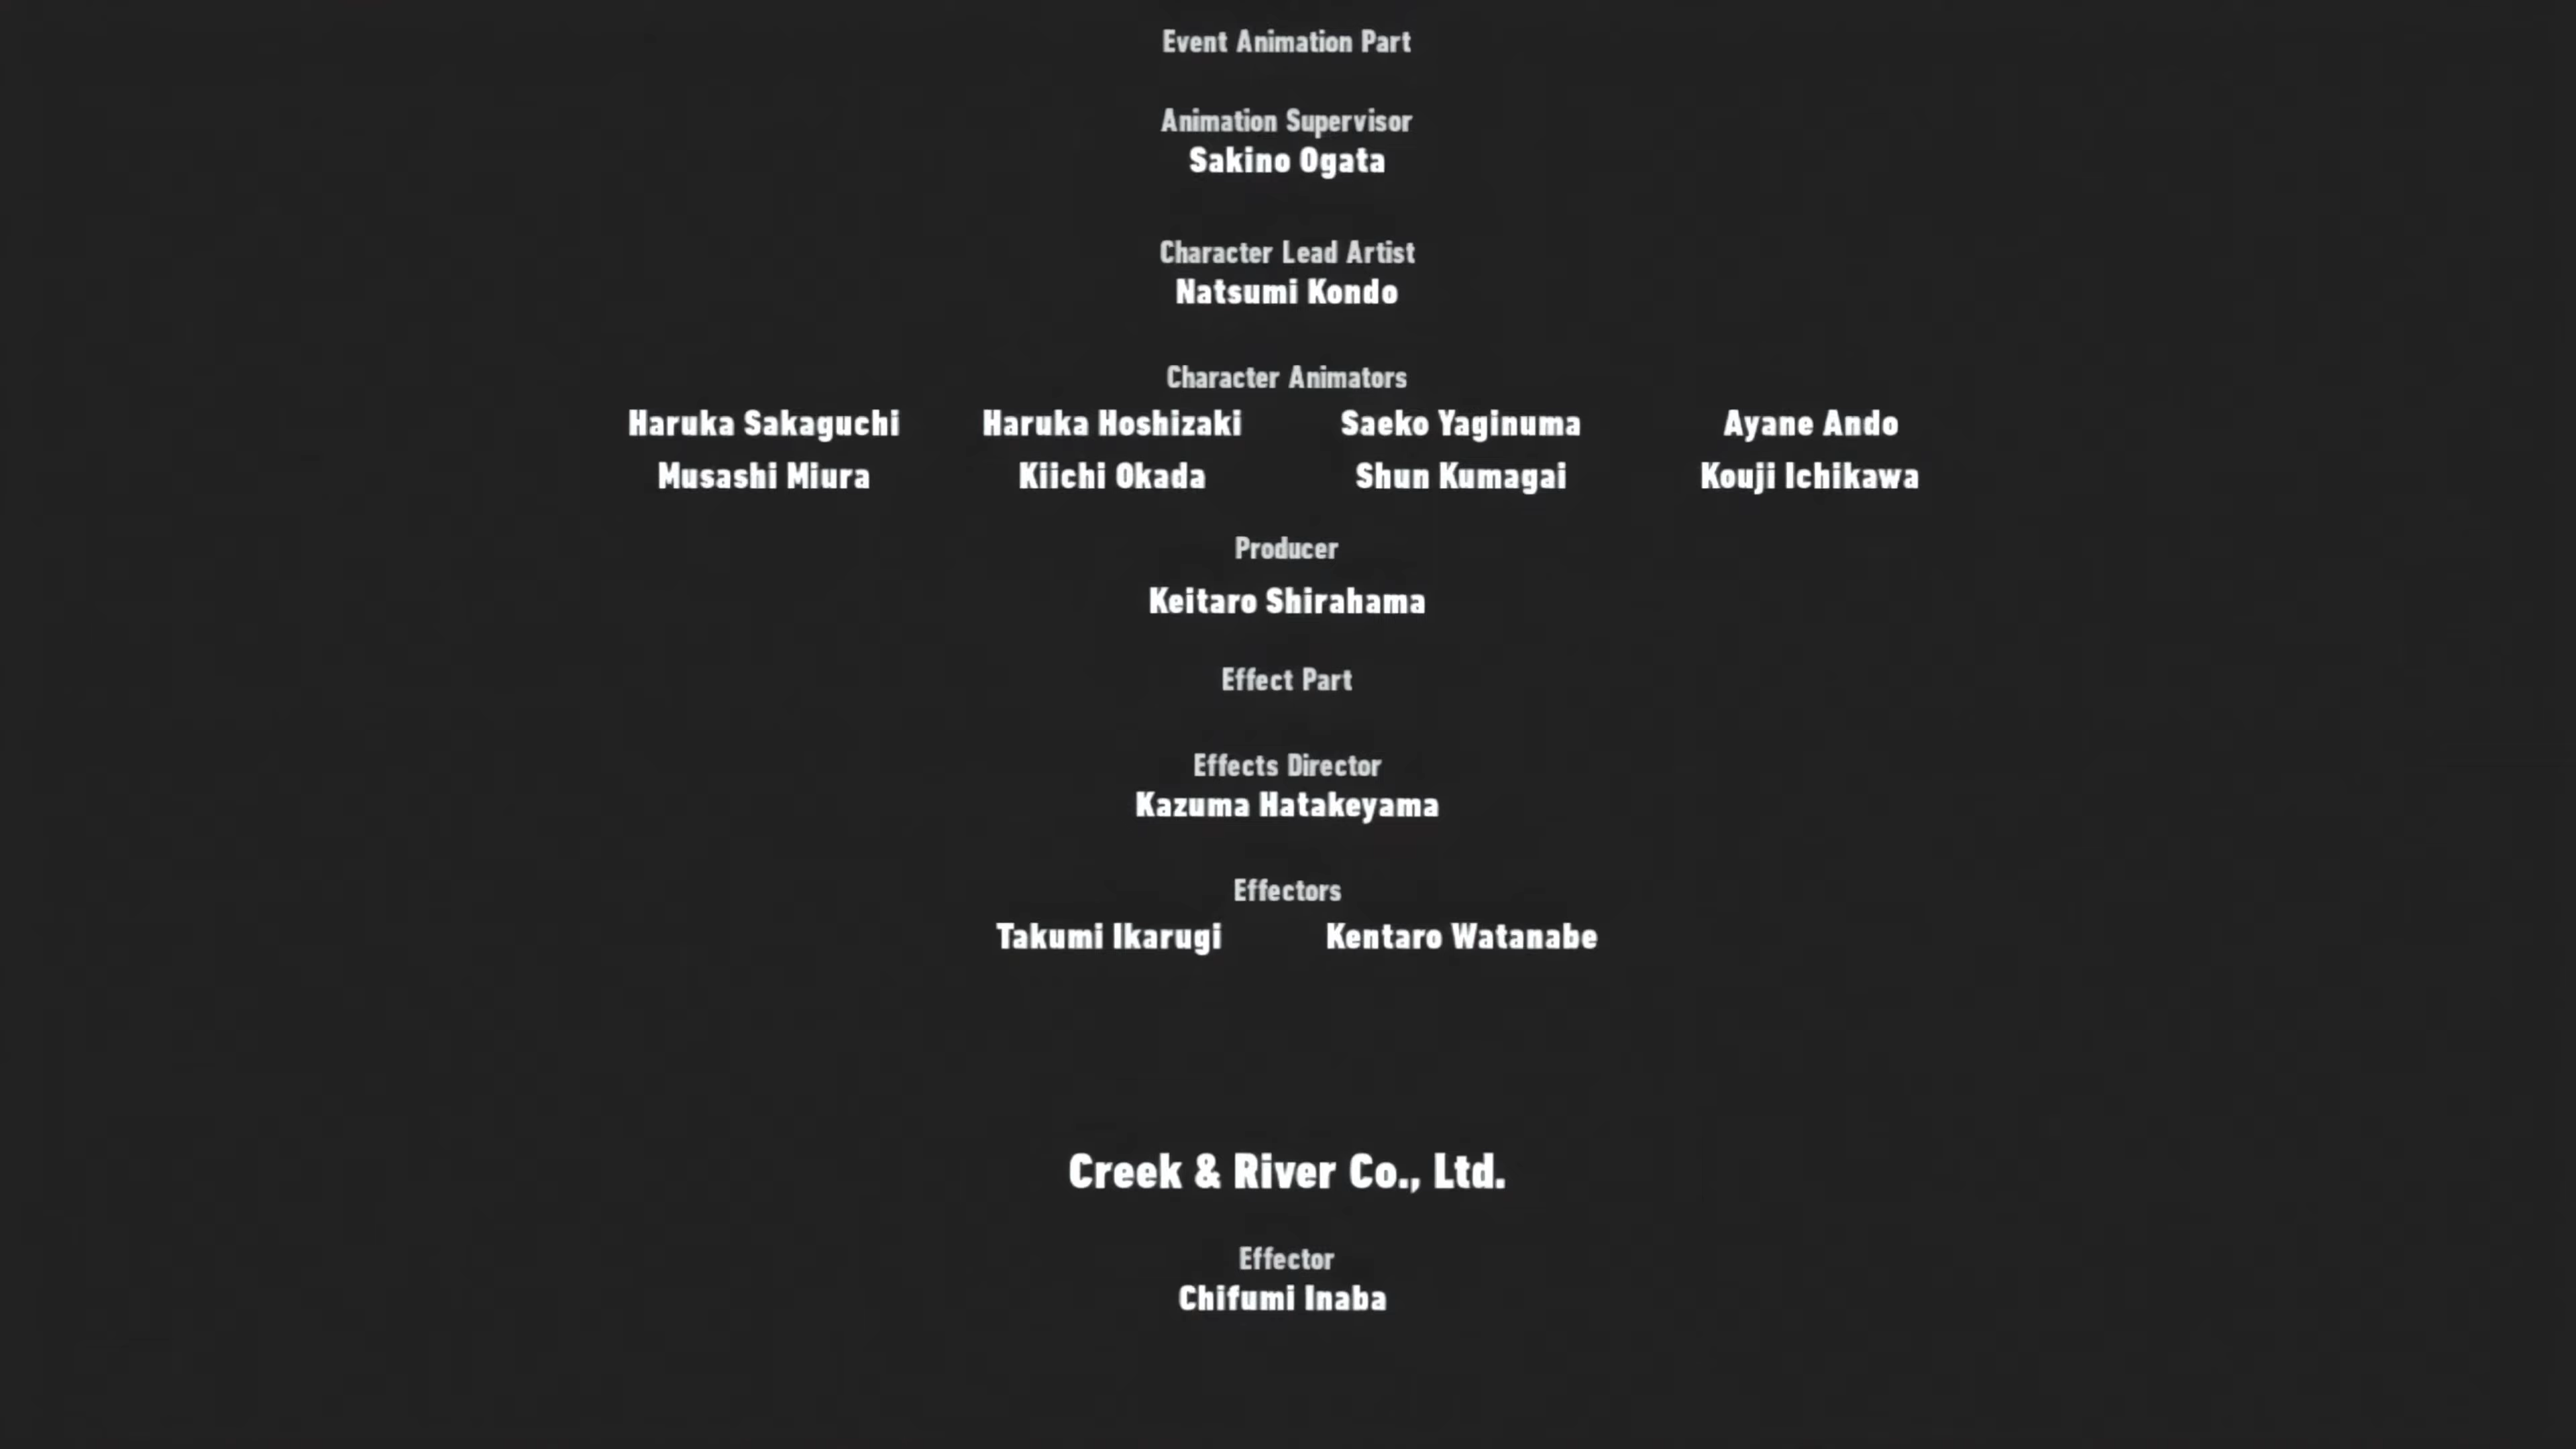 Event Animation Part
Animation Supervisor
Sakino Ogata
Character Lead Artist
Natsumi Kondo
Character Animators
Haruka Sakaguchi Haruka Hoshizaki Saeko Yaginuma Ayane Ando
Musashi Miura Kiichi Okada Shun Kumagai Kouji Ichikawa
Producer
Keitaro Shirahama
Effect Part
Effects Director
Kazuma Hatakeyama
Effectors
Takumi Ikarugi Kentaro Watanabe
Creek & River Co., Ltd.
Effector
Chifumi Inaba